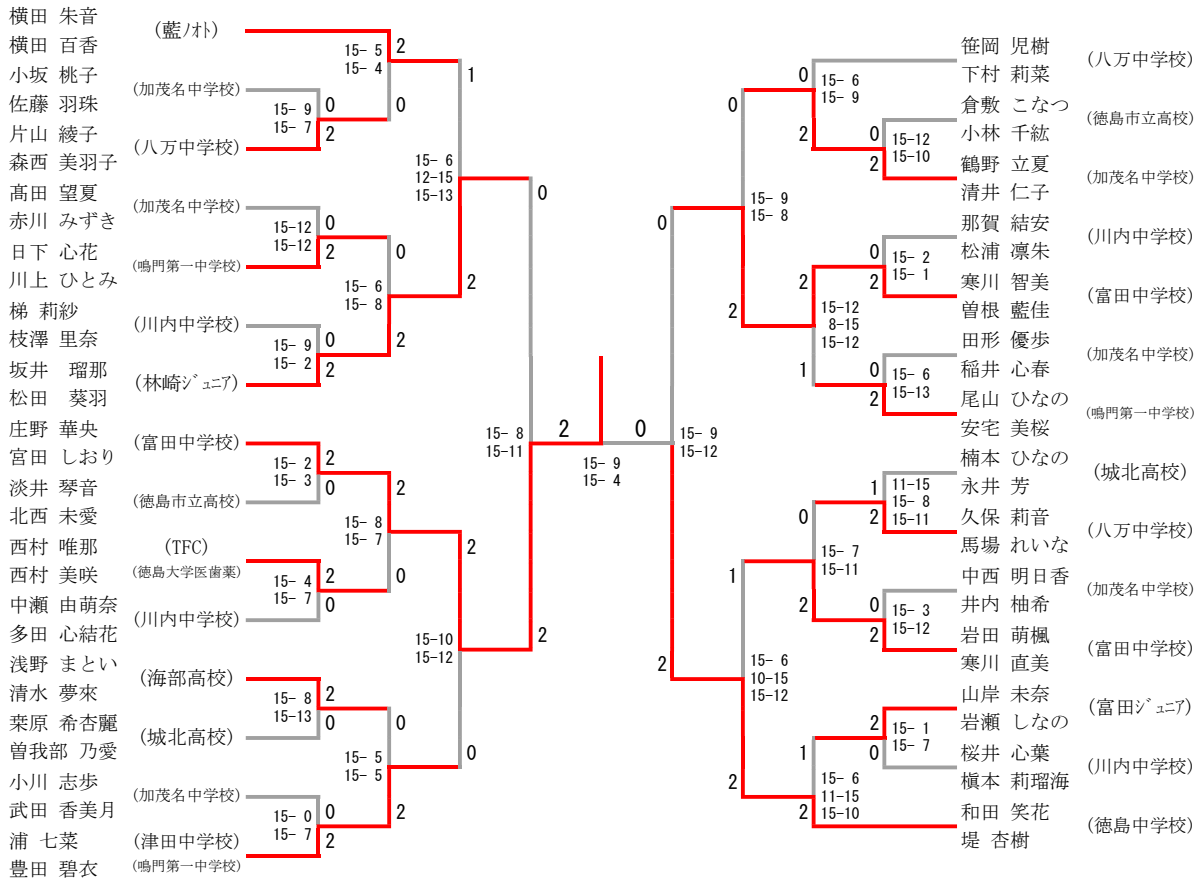 横田 朱音
横田 百香
(藍ノオト)
小坂 桃子
佐藤 羽珠
(加茂名中学校)
片山 綾子
森西 美羽子
(八万中学校)
髙田 望夏
赤川 みずき
(加茂名中学校)
日下 心花
川上 ひとみ
(鳴門第一中学校)
梯 莉紗
枝澤 里奈
(川内中学校)
坂井 瑠那
松田 葵羽
(林崎ジュニア)
庄野 華央
宮田 しおり
(富田中学校)
淡井 琴音
北西 未愛
(徳島市立高校)
西村 唯那
西村 美咲
(TFC)
(徳島大学医歯薬)
中瀬 由萌奈
多田 心結花
(川内中学校)
浅野 まとい
清水 夢來
(海部高校)
桒原 希杏麗
曽我部 乃愛
(城北高校)
小川 志歩
武田 香美月
(加茂名中学校)
浦 七菜
豊田 碧衣
(津田中学校)
(鳴門第一中学校)
15- 9
15- 7
0
2
15-12
15-12
0
2
15- 9
15- 2
0
2
15- 2
15- 3
2
0
15- 4
15- 7
2
0
15- 8
15-13
2
0
15- 0
15- 7
0
2
15- 5
15- 4
2
0
15- 6
15- 8
0
2
15- 8
15- 7
2
0
15- 5
15- 5
0
2
15- 6
12-15
15-13
1
2
15-10
15-12
2
0
15- 8
15-11
0
2
2
0
15- 9
15- 4
15- 9
15-12
0
2
15- 9
15- 8
0
2
15- 6
10-15
15-12
1
2
15- 6
15- 9
0
2
15-12
8-15
15-12
2
1
15- 7
15-11
0
2
15- 6
11-15
15-10
1
2
15-12
15-10
0
2
15- 2
15- 1
0
2
15- 6
15-13
0
2
11-15
15- 8
15-11
1
2
15- 3
15-12
0
2
15- 1
15- 7
2
0
笹岡 児樹
下村 莉菜
(八万中学校)
倉敷 こなつ
小林 千紘
(徳島市立高校)
鶴野 立夏
清井 仁子
(加茂名中学校)
那賀 結安
松浦 凛朱
(川内中学校)
寒川 智美
曽根 藍佳
(富田中学校)
田形 優歩
稲井 心春
(加茂名中学校)
尾山 ひなの
安宅 美桜
(鳴門第一中学校)
楠本 ひなの
永井 芳
(城北高校)
久保 莉音
馬場 れいな
(八万中学校)
中西 明日香
井内 柚希
(加茂名中学校)
岩田 萌楓
寒川 直美
(富田中学校)
山岸 未奈
岩瀬 しなの
(富田ジュニア)
桜井 心葉
槇本 莉瑠海
(川内中学校)
和田 笑花
堤 杏樹
(徳島中学校)